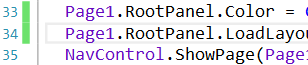 33 Page1.RootPanel.Color =
34 Page1.RootPanel.LoadLayou
35 NavControl.ShowPage(Page1